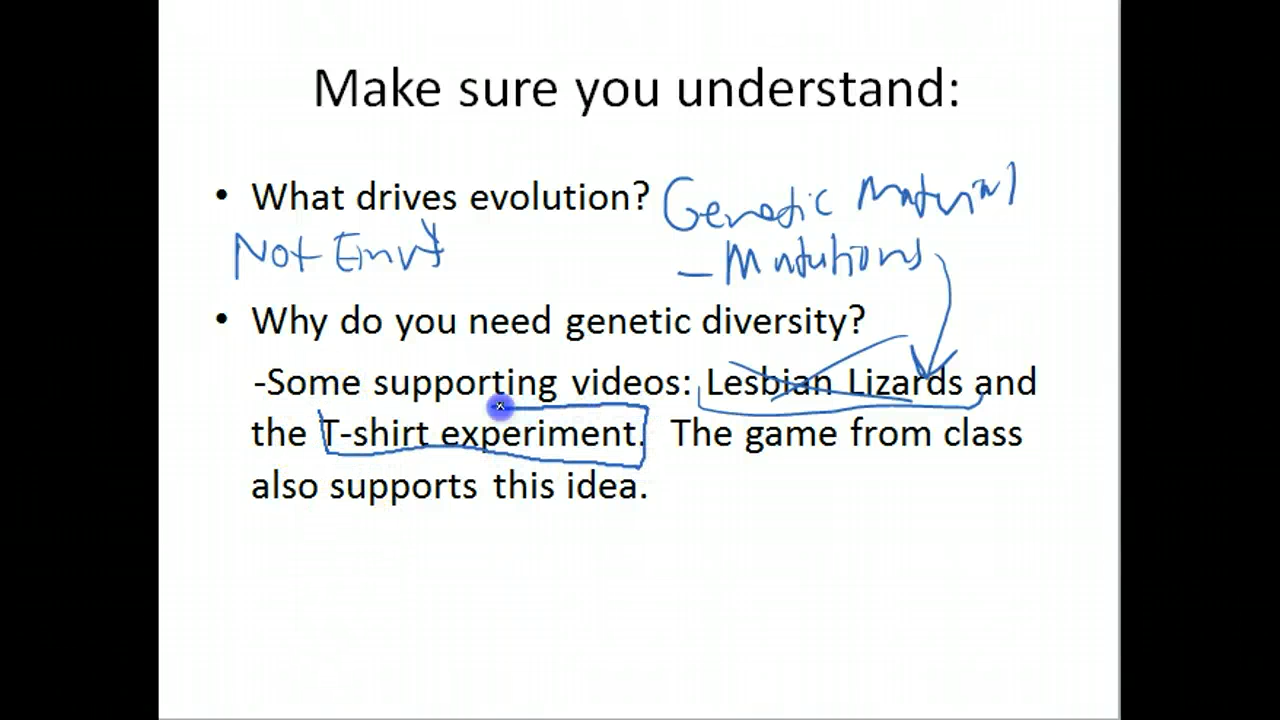 Make sure you understand:
• What drives evolution? Genetic Material
Not Envt - Mutations
• Why do you need genetic diversity?
-Some supporting videos: Lesbian Lizards and
the T-shirt experiment. The game from class
also supports this idea.